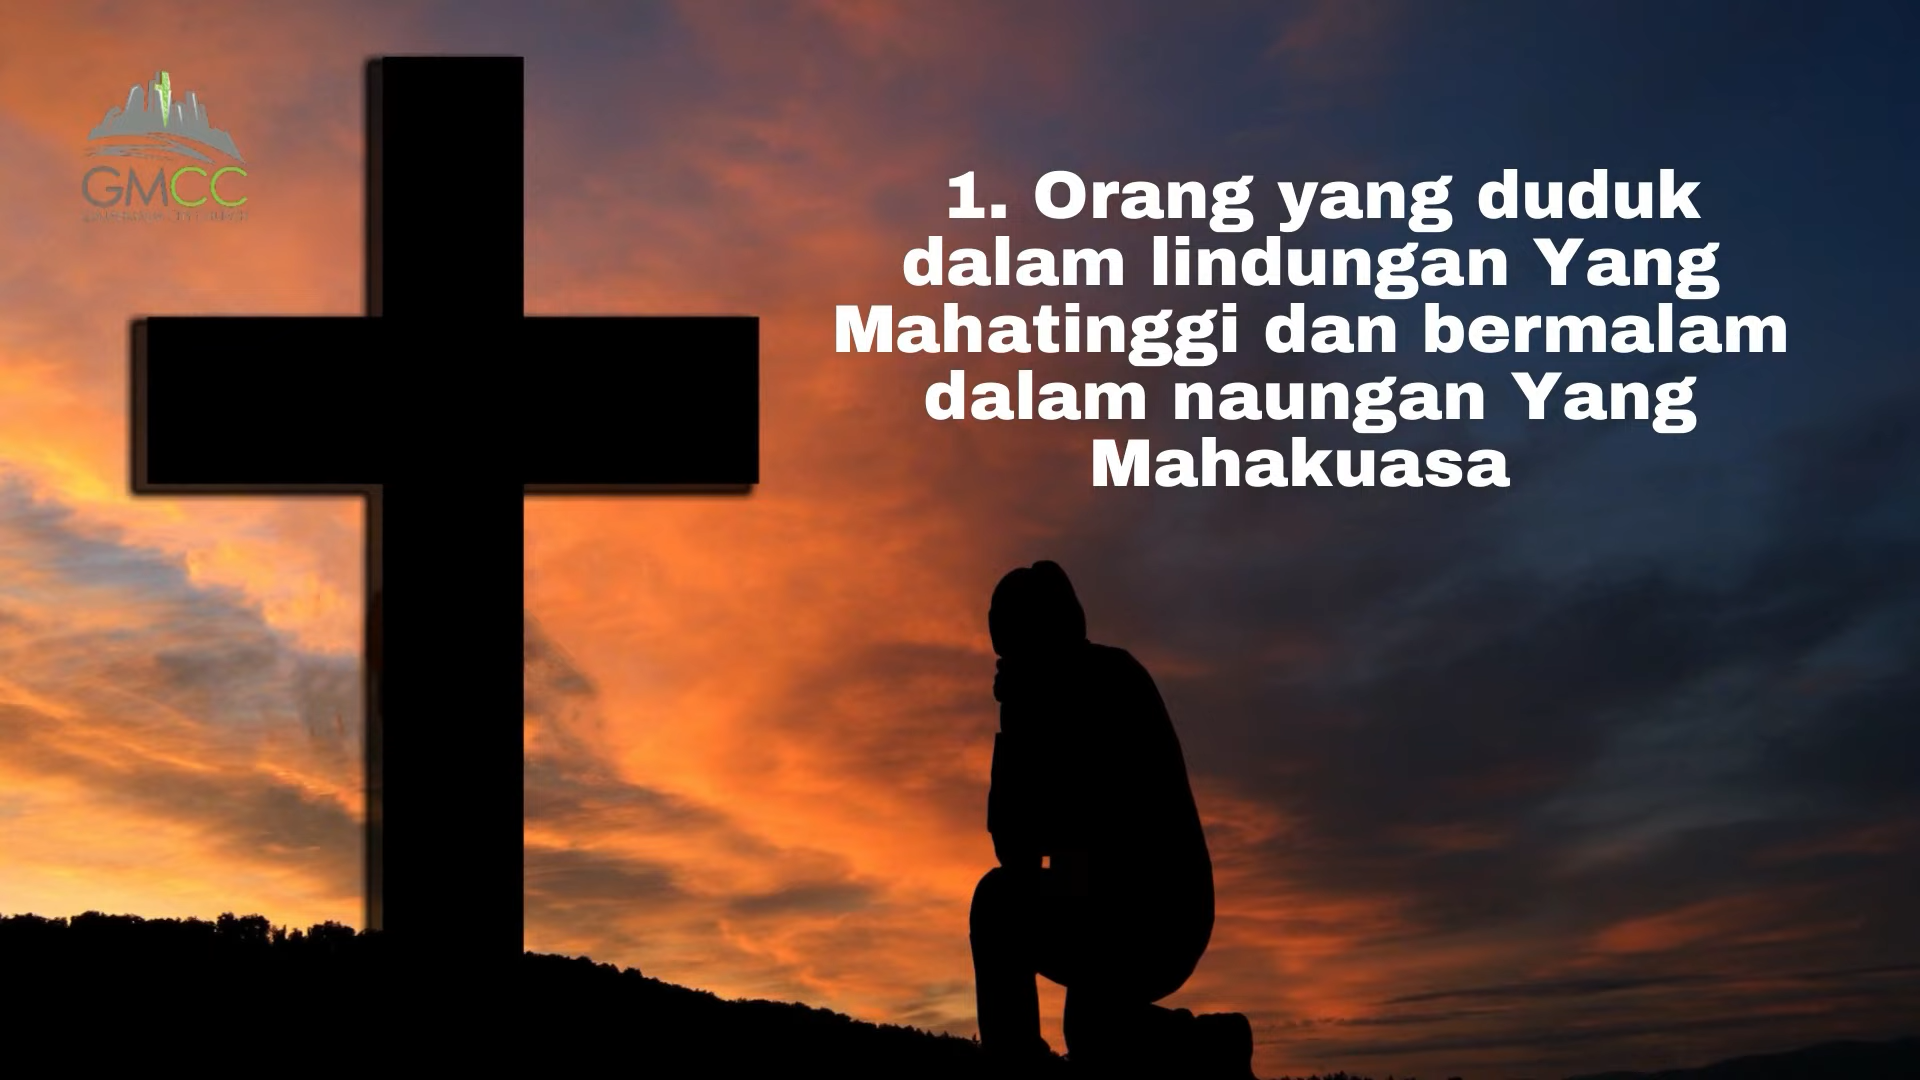 GMCC
1. Orang yang duduk
dalam lindungan Yang
Mahatinggi dan bermalam
dalam naungan Yang
Mahakuasa